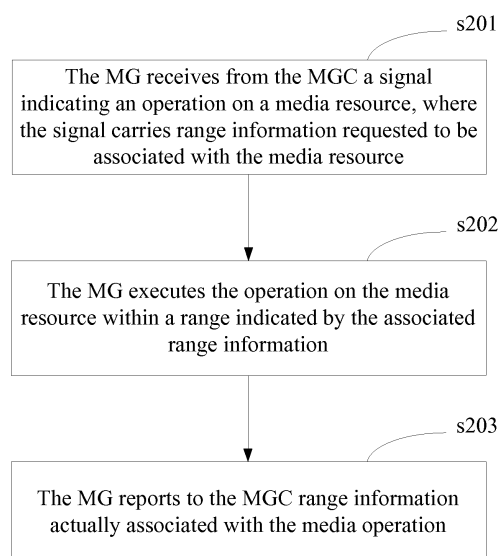 s201
The MG receives from the MGC a signal
indicating an operation on a media resource, where
the signal carries range information requested to be
associated with the media resource
s202
The MG executes the operation on the media
resource within a range indicated by the associated
range information
s203
The MG reports to the MGC range information
actually associated with the media operation